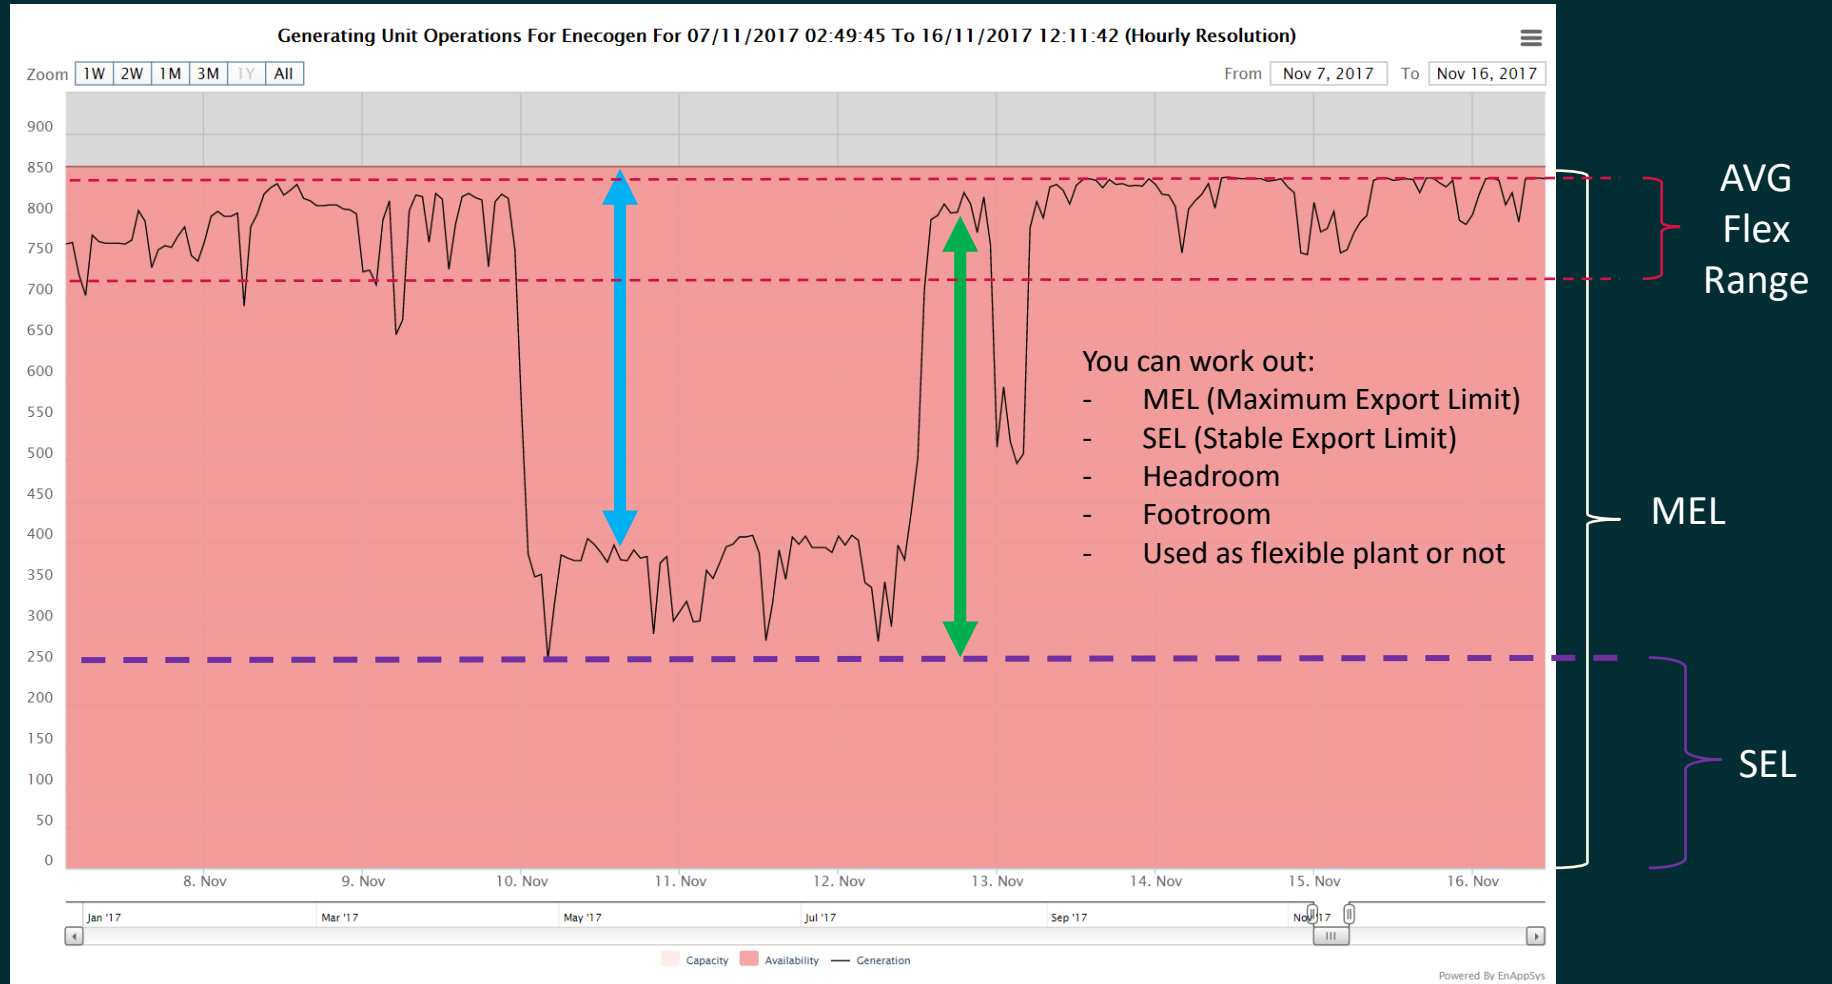 Generating Unit Operations For Enecogen For 07/11/2017 02:49:45 To 16/11/2017 12:11:42 (Hourly Resolution)
Zoom 1W 2W 1M 3M 1Y All
From Nov 7, 2017 To Nov 16, 2017
900
850
800
750
700
650
600
550
500
450
400
350
300
250
200
150
100
50
0
You can work out:
- MEL (Maximum Export Limit)
- SEL (Stable Export Limit)
- Headroom
- Footroom
- Used as flexible plant or not
AVG
Flex
Range
MEL
SEL
8. Nov 9. Nov 10. Nov 11. Nov 12. Nov 13. Nov 14. Nov 15. Nov 16. Nov
Jan '17 Mar '17 May '17 Jul '17 Sep '17 Nov '17
Capacity Availability Generation
Powered By EnAppSys